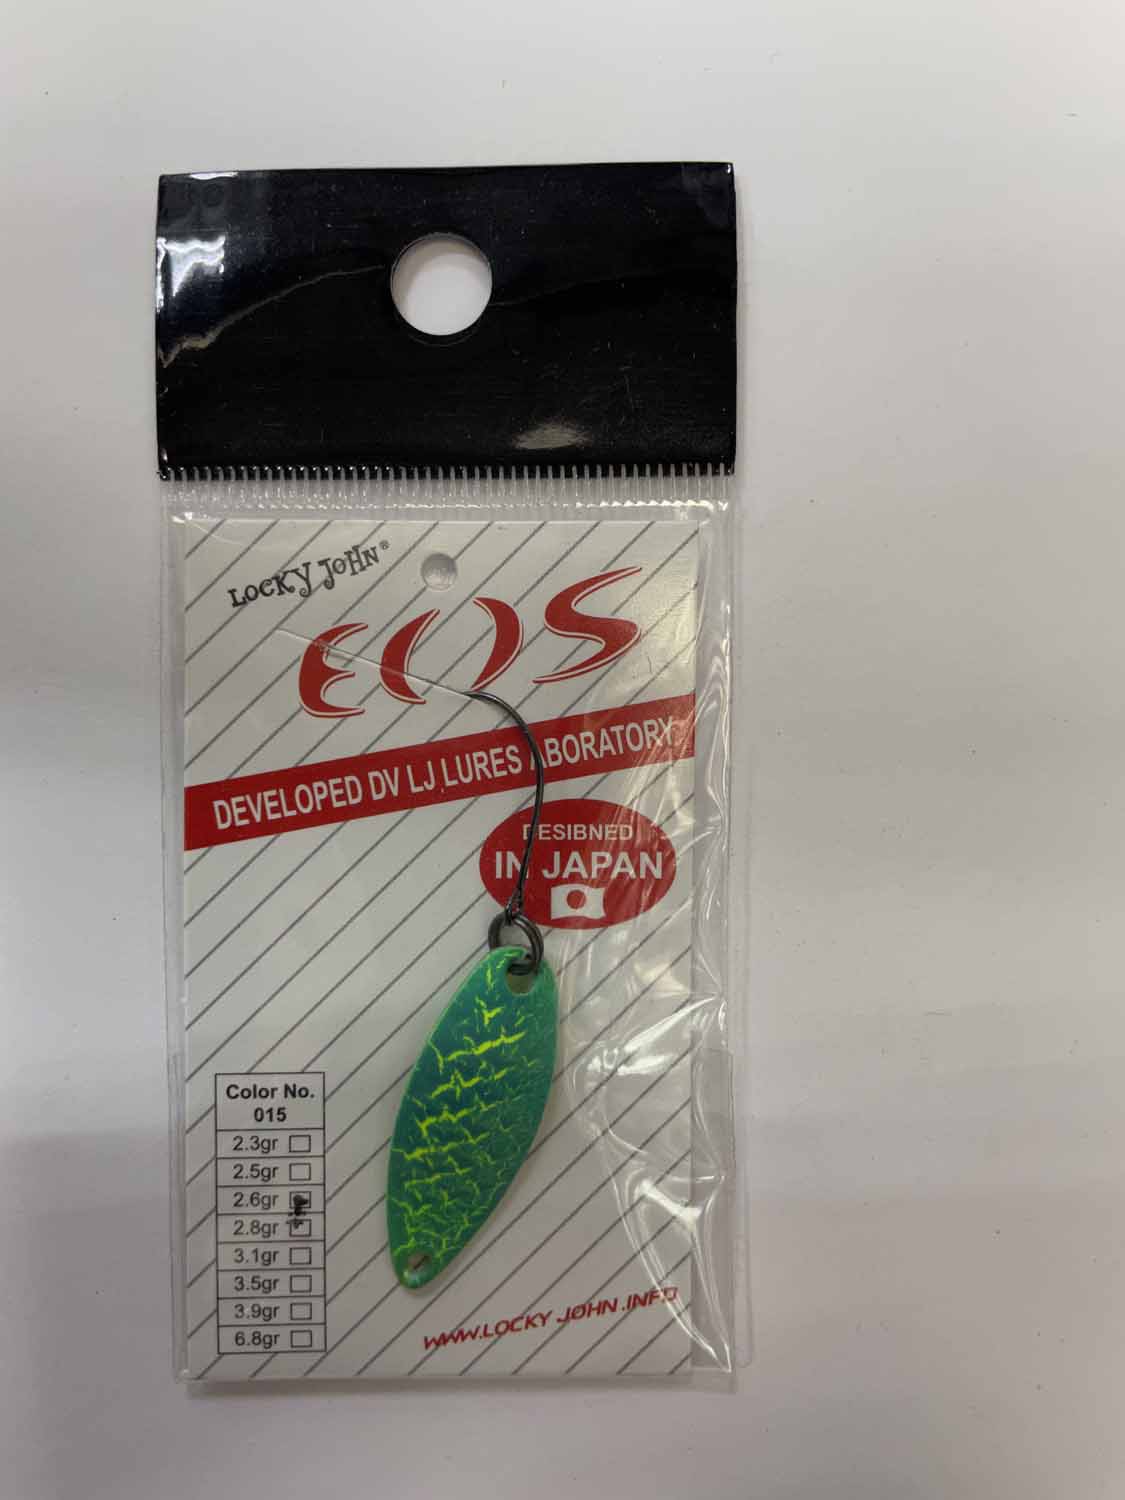 LOCKY JOHN®
EOS
DEVELOPED DV LJ LURES ABORATORY
DESIBNED
IN JAPAN
Color No.
015
2.3gr
2.5gr
2.6gr
2.8gr
3.1gr
3.5gr
3.9gr
6.8gr
WWW.LOCKY JOHN.INFO